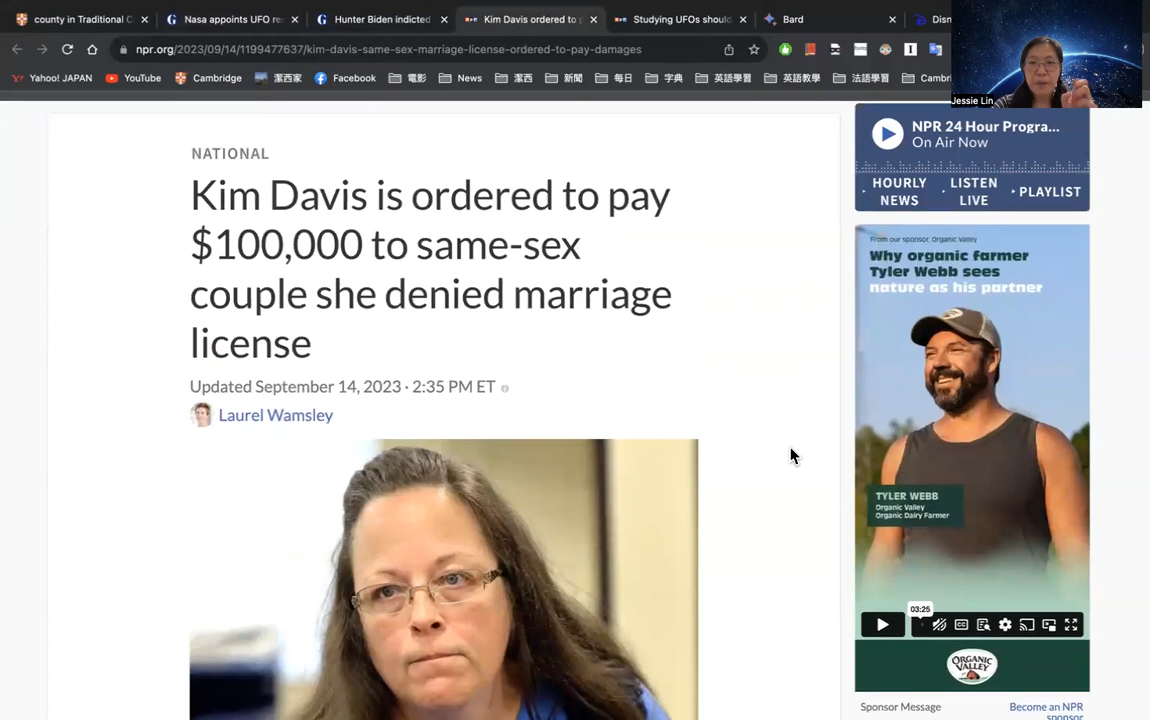 county in Traditional C
Nasa appoints UFO re
Hunter Biden indicted
Kim Davis ordered to p
Studying UFOs should
Bard
Disn
npr.org/2023/09/14/1199477637/kim-davis-same-sex-marriage-license-ordered-to-pay-damages
Yahoo! JAPAN
YouTube
Cambridge
潔西家
Facebook
電影
News
潔西
新聞
每日
字典
英語學習
英語教學
法語學習
Cambri
Jessie Lin
NATIONAL
Kim Davis is ordered to pay
$100,000 to same-sex
couple she denied marriage
license
Updated September 14, 2023 · 2:35 PM ET
Laurel Wamsley
NPR 24 Hour Progra...
On Air Now
HOURLY
NEWS
LISTEN
LIVE
PLAYLIST
From our sponsor, Organic Valley
Why organic farmer
Tyler Webb sees
nature as his partner
TYLER WEBB
Organic Valley
Organic Dairy Farmer
03:25
CC
ORGANIC
VALLEY
Sponsor Message
Become an NPR
sponsor